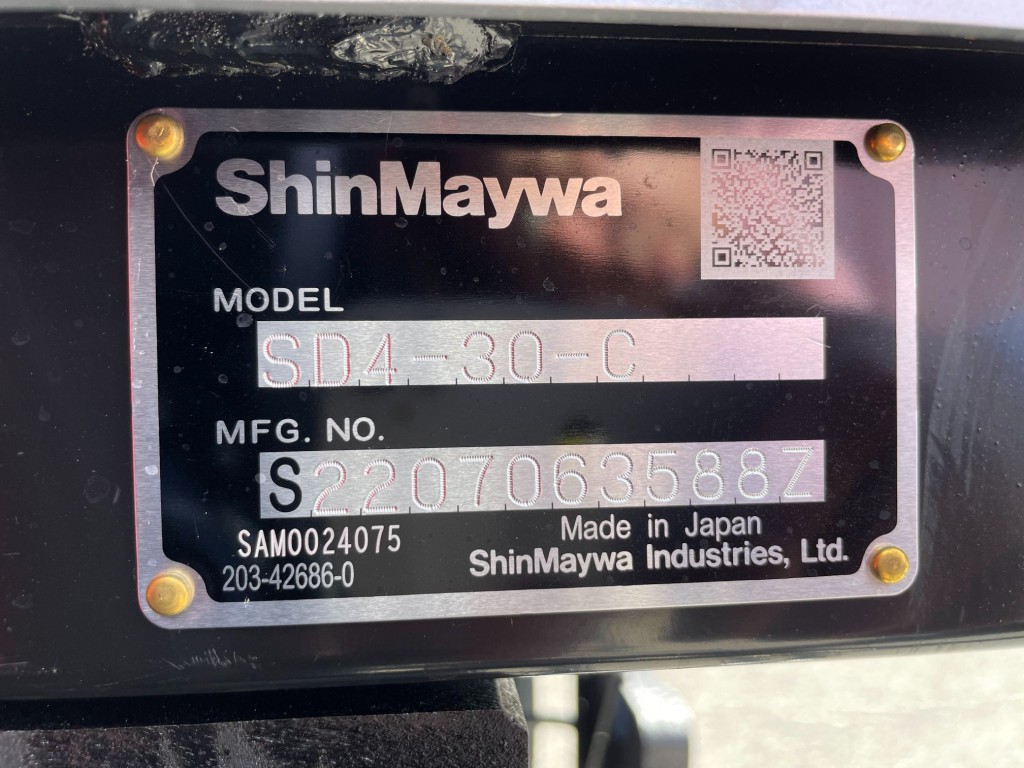 ShinMaywa
MODEL
SD4-30-C
MFG. NO.
S2207063588Z
SAM0024075
203-42686-0
Made in Japan
ShinMaywa Industries, Ltd.